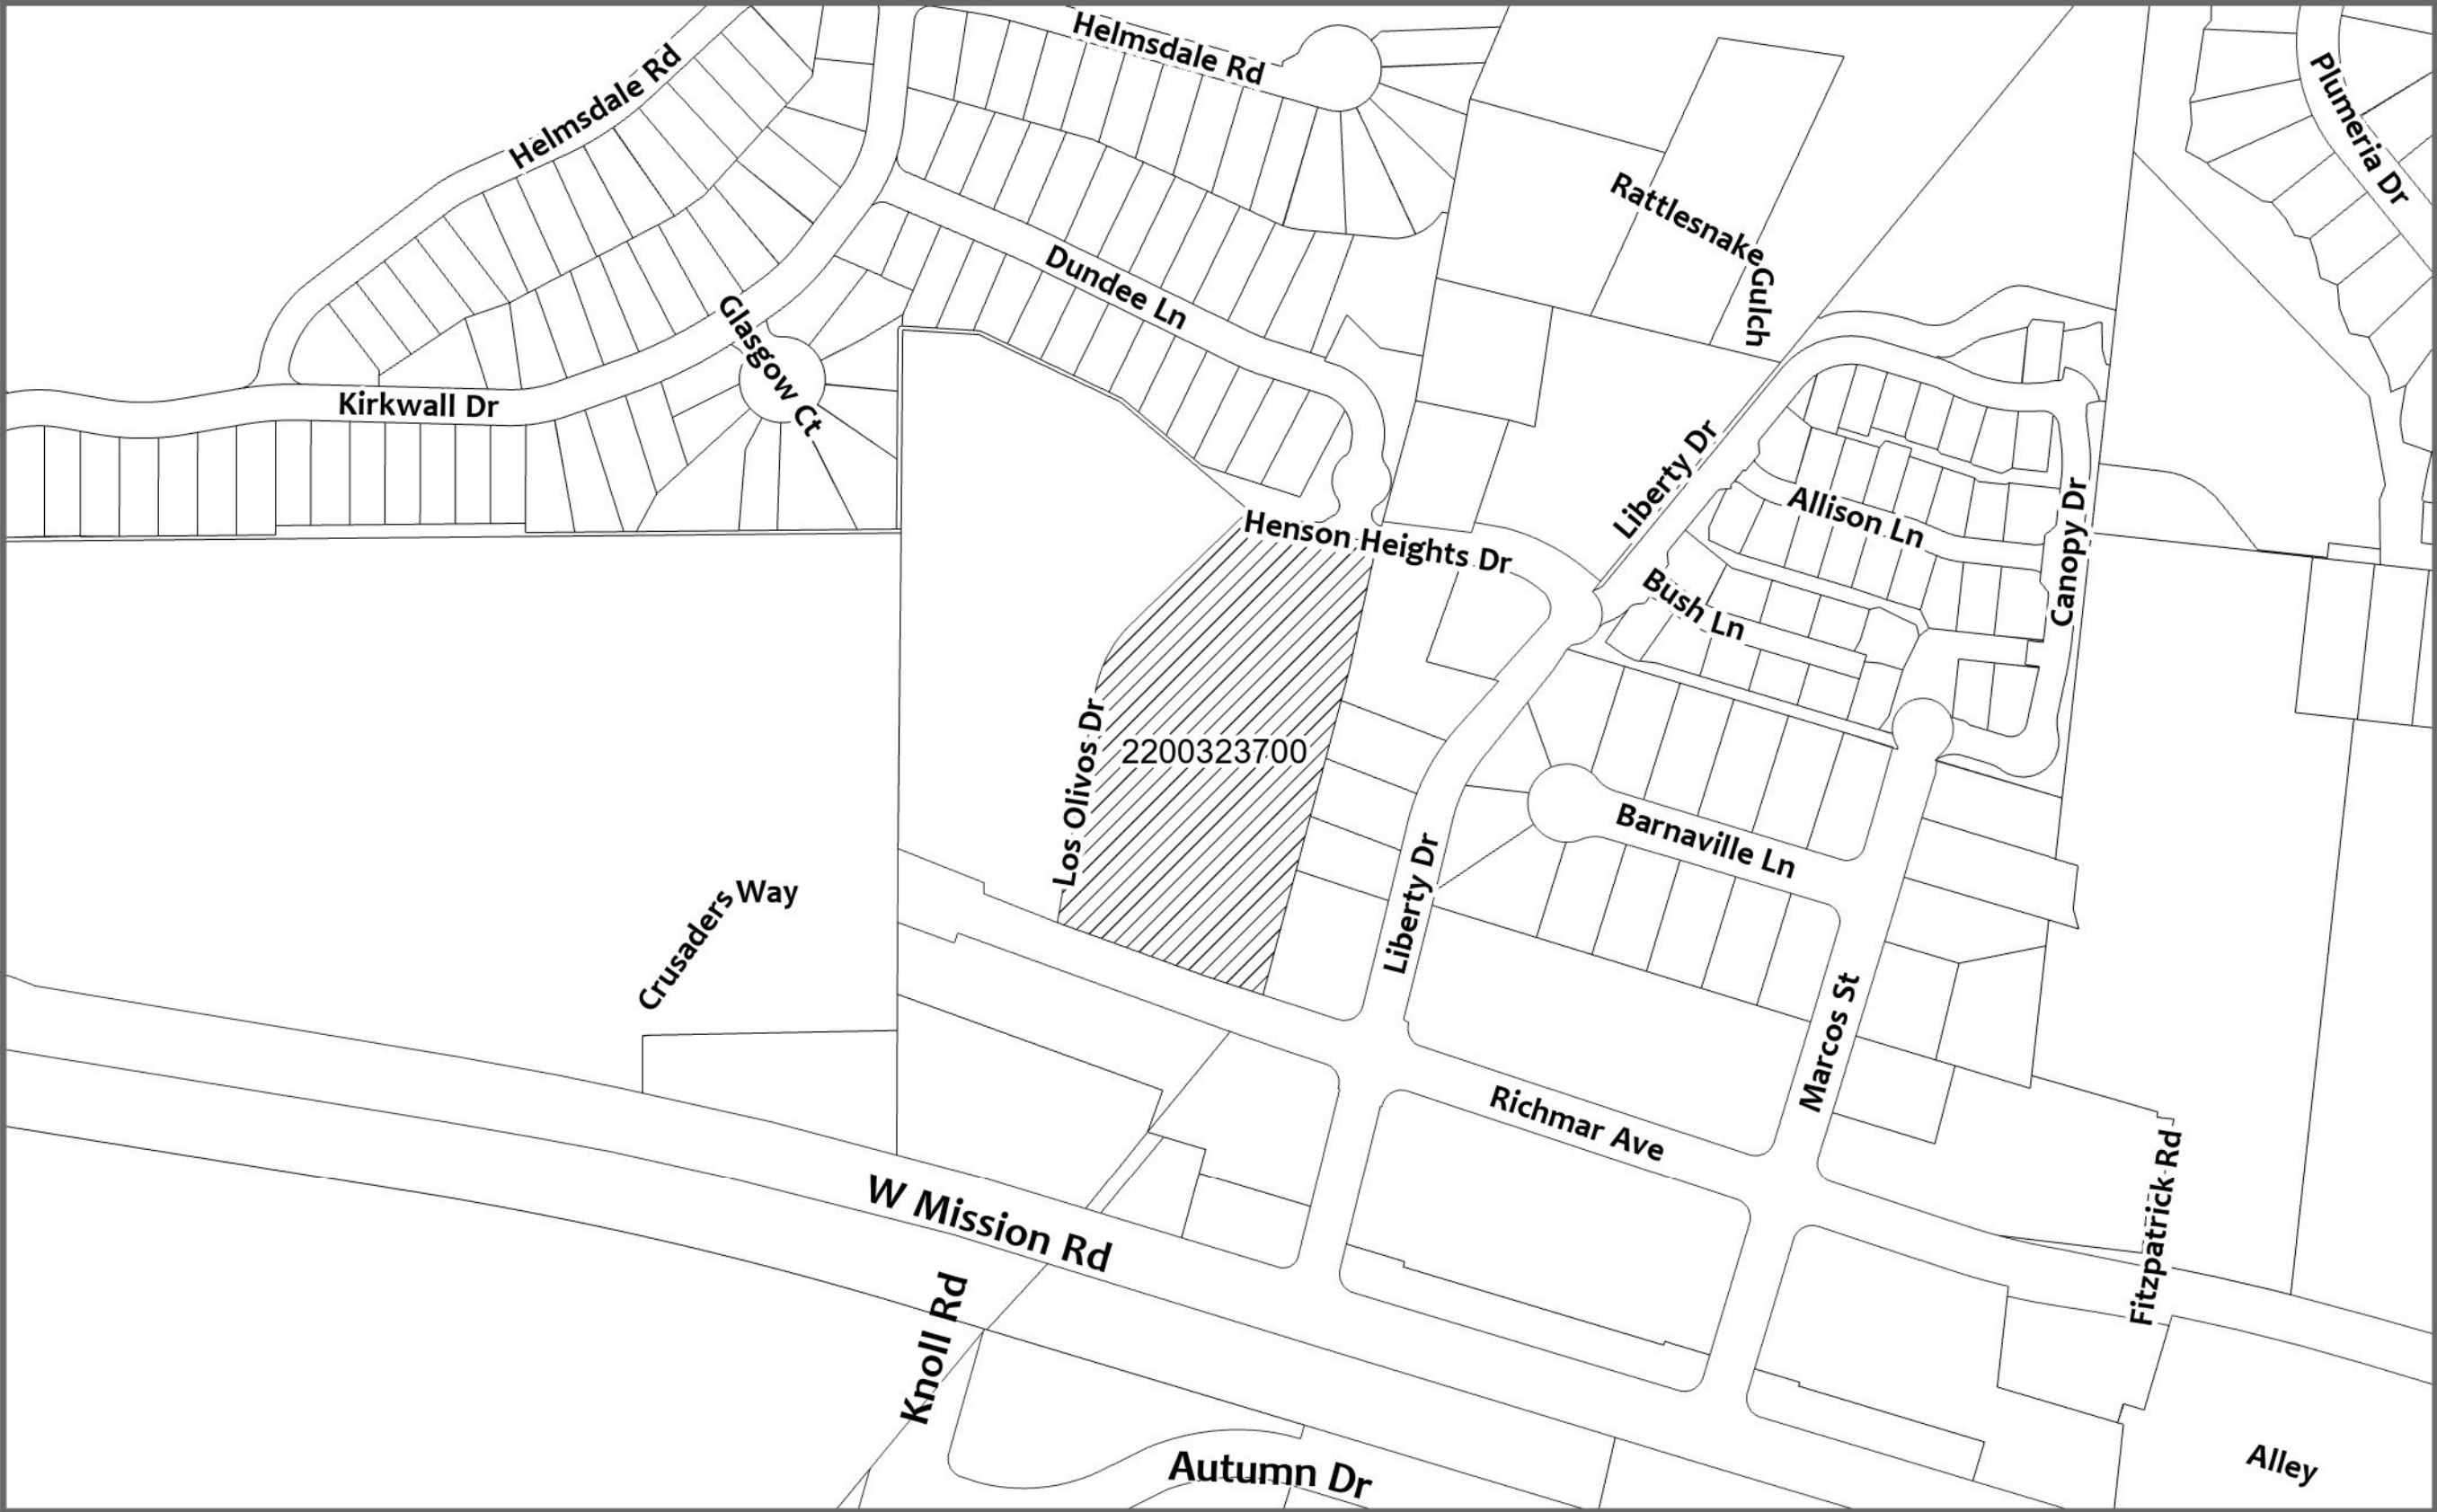 Helmsdale Rd
Helmsdale Rd
Plumeria Dr
Rattlesnake Gulch
Dundee Ln
Glasgow Ct
Kirkwall Dr
Liberty Dr
Allison Ln
Canopy Dr
Henson Heights Dr
Bush Ln
2200323700
Los Olivos Dr
Barnaville Ln
Liberty Dr
Crusaders Way
Marcos St
Richmar Ave
Fitzpatrick Rd
W Mission Rd
Knoll Rd
Autumn Dr
Alley